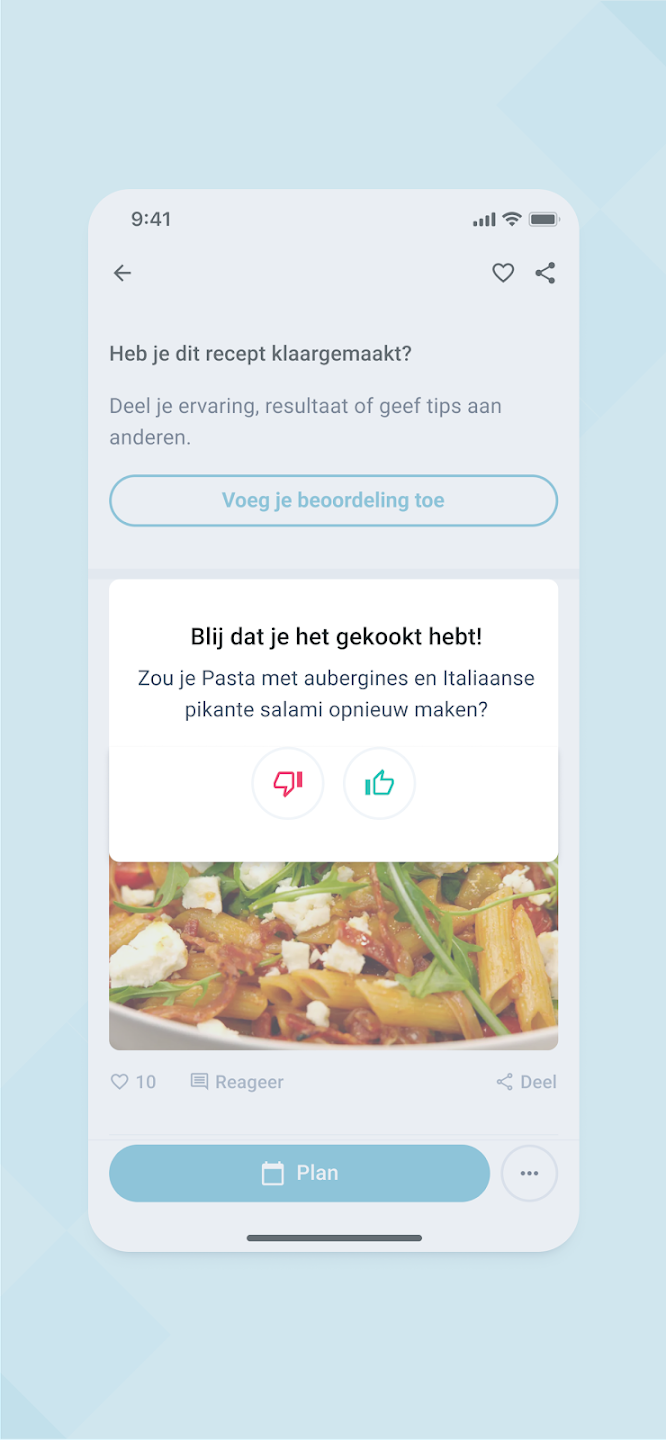 9:41
Heb je dit recept klaargemaakt?
Deel je ervaring, resultaat of geef tips aan
anderen.
Voeg je beoordeling toe
Blij dat je het gekookt hebt!
Zou je Pasta met aubergines en Italiaanse
pikante salami opnieuw maken?
10 Reageer Deel
Plan